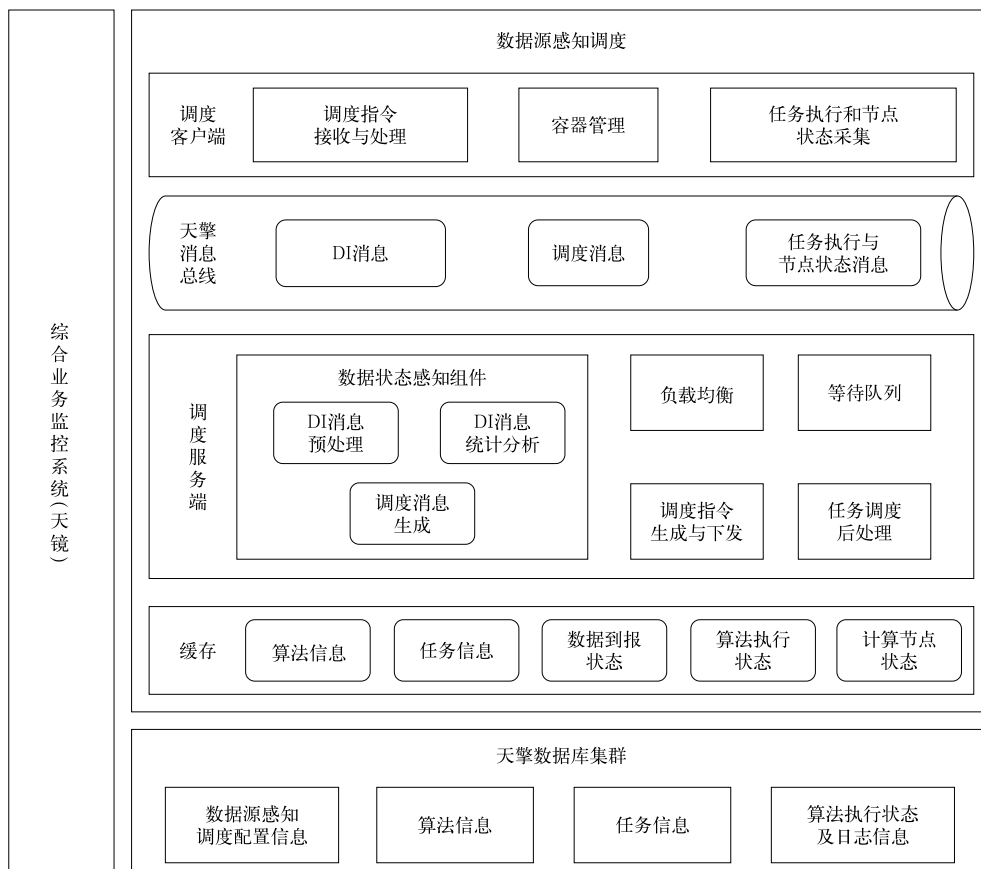 综合业务监控系统(天镜)
数据源感知调度
调度
客户端
调度指令
接收与处理
容器管理
任务执行和节点
状态采集
天擎
消息
总线
DI消息
调度消息
任务执行与
节点状态消息
调度服务端
数据状态感知组件
DI消息
预处理
DI消息
统计分析
调度消息
生成
负载均衡
等待队列
调度指令
生成与下发
任务调度
后处理
缓存
算法信息
任务信息
数据到报
状态
算法执行
状态
计算节点
状态
天擎数据库集群
数据源感知
调度配置信息
算法信息
任务信息
算法执行状态
及日志信息